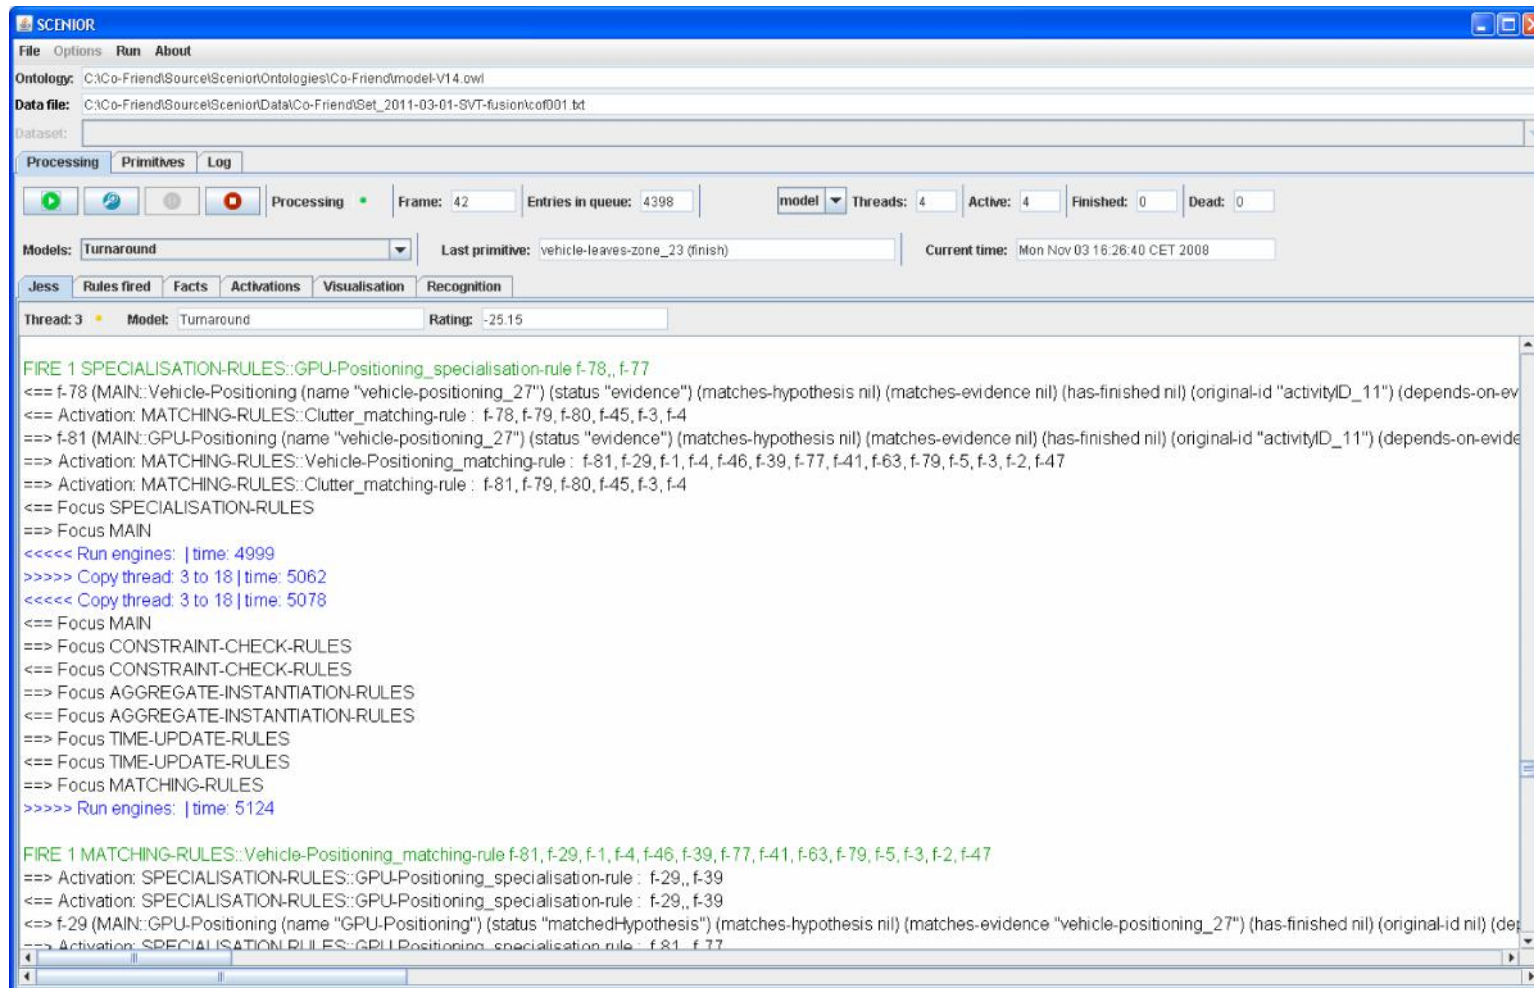 SCENIOR
File Options Run About
Ontology: C:\Co-Friend\Source\Scenior\Ontologies\Co-Friend\model-V14.owl
Data file: C:\Co-Friend\Source\Scenior\Data\Co-Friend\Set_2011-03-01-SVT-fusion\cof001.txt
Dataset:
Processing Primitives Log
Processing Frame: 42 Entries in queue: 4398 model Threads: 4 Active: 4 Finished: 0 Dead: 0
Models: Turnaround Last primitive: vehicle-leaves-zone_23 (finish) Current time: Mon Nov 03 16:26:40 CET 2008
Jess Rules fired Facts Activations Visualisation Recognition
Thread: 3 Model: Turnaround Rating: -25.15
FIRE 1 SPECIALISATION-RULES::GPU-Positioning_specialisation-rule f-78,, f-77
<== f-78 (MAIN::Vehicle-Positioning (name "vehicle-positioning_27") (status "evidence") (matches-hypothesis nil) (matches-evidence nil) (has-finished nil) (original-id "activityID_11") (depends-on-ev
<== Activation: MATCHING-RULES::Clutter_matching-rule : f-78, f-79, f-80, f-45, f-3, f-4
==> f-81 (MAIN::GPU-Positioning (name "vehicle-positioning_27") (status "evidence") (matches-hypothesis nil) (matches-evidence nil) (has-finished nil) (original-id "activityID_11") (depends-on-evide
==> Activation: MATCHING-RULES::Vehicle-Positioning_matching-rule : f-81, f-29, f-1, f-4, f-46, f-39, f-77, f-41, f-63, f-79, f-5, f-3, f-2, f-47
==> Activation: MATCHING-RULES::Clutter_matching-rule : f-81, f-79, f-80, f-45, f-3, f-4
<== Focus SPECIALISATION-RULES
==> Focus MAIN
<<<<< Run engines: | time: 4999
>>>>> Copy thread: 3 to 18 | time: 5062
<<<<< Copy thread: 3 to 18 | time: 5078
<== Focus MAIN
==> Focus CONSTRAINT-CHECK-RULES
<== Focus CONSTRAINT-CHECK-RULES
==> Focus AGGREGATE-INSTANTIATION-RULES
<== Focus AGGREGATE-INSTANTIATION-RULES
==> Focus TIME-UPDATE-RULES
<== Focus TIME-UPDATE-RULES
==> Focus MATCHING-RULES
>>>>> Run engines: | time: 5124
FIRE 1 MATCHING-RULES::Vehicle-Positioning_matching-rule f-81, f-29, f-1, f-4, f-46, f-39, f-77, f-41, f-63, f-79, f-5, f-3, f-2, f-47
==> Activation: SPECIALISATION-RULES::GPU-Positioning_specialisation-rule : f-29,, f-39
<== Activation: SPECIALISATION-RULES::GPU-Positioning_specialisation-rule : f-29,, f-39
<=> f-29 (MAIN::GPU-Positioning (name "GPU-Positioning") (status "matchedHypothesis") (matches-hypothesis nil) (matches-evidence "vehicle-positioning_27") (has-finished nil) (original-id nil) (dep
==> Activation: SPECIALISATION-RULES::GPU-Positioning_specialisation-rule : f-81,, f-77